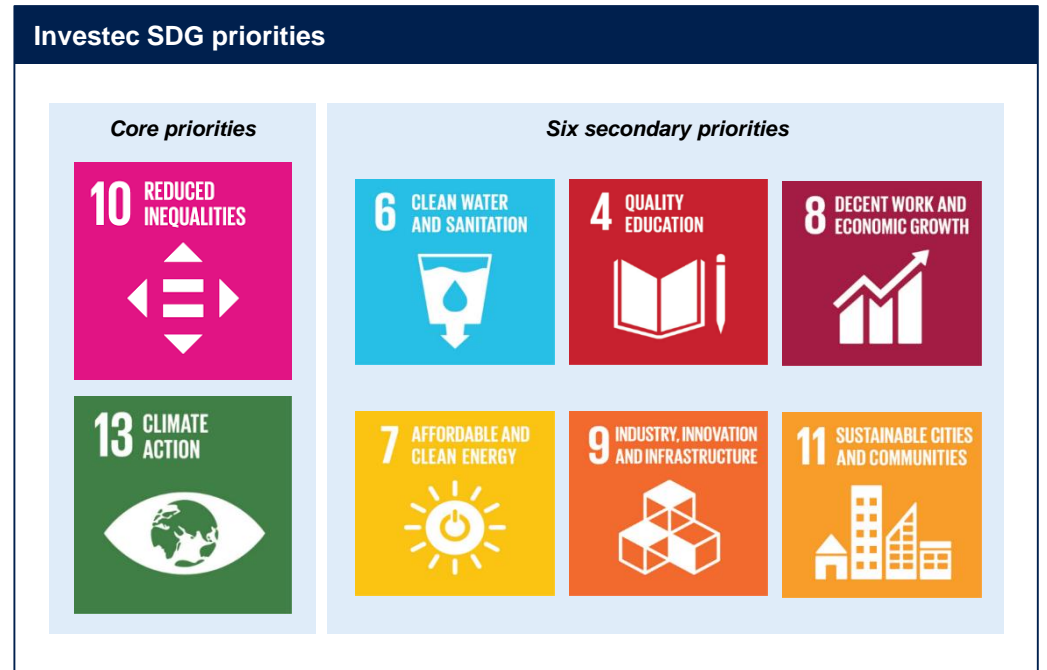 Investec SDG priorities
Core priorities
10 REDUCED
INEQUALITIES
13 CLIMATE
ACTION
Six secondary priorities
6 CLEAN WATER
AND SANITATION
4 QUALITY
EDUCATION
8 DECENT WORK AND
ECONOMIC GROWTH
7 AFFORDABLE AND
CLEAN ENERGY
9 INDUSTRY, INNOVATION
AND INFRASTRUCTURE
11 SUSTAINABLE CITIES
AND COMMUNITIES